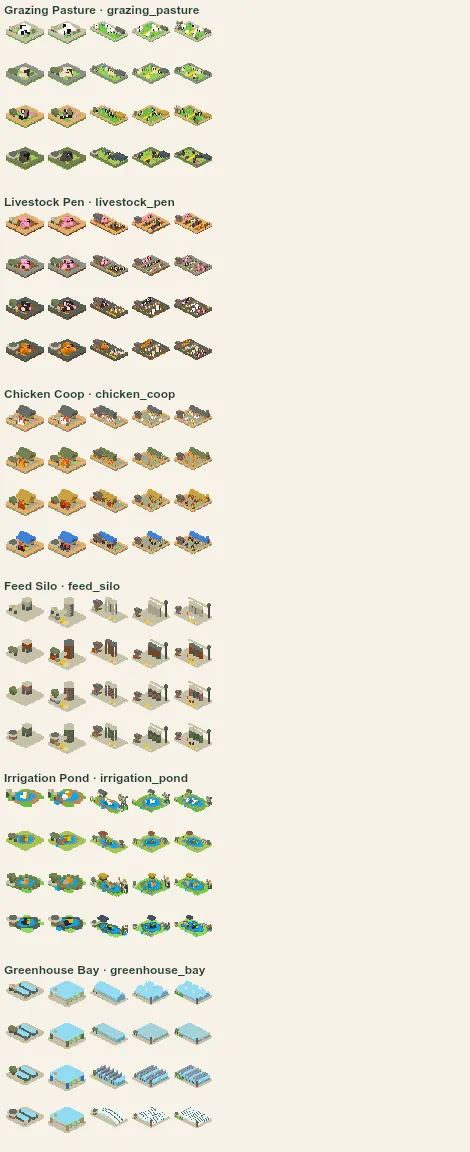 Grazing Pasture · grazing_pasture
Livestock Pen · livestock_pen
Chicken Coop · chicken_coop
Feed Silo · feed_silo
Irrigation Pond · irrigation_pond
Greenhouse Bay · greenhouse_bay